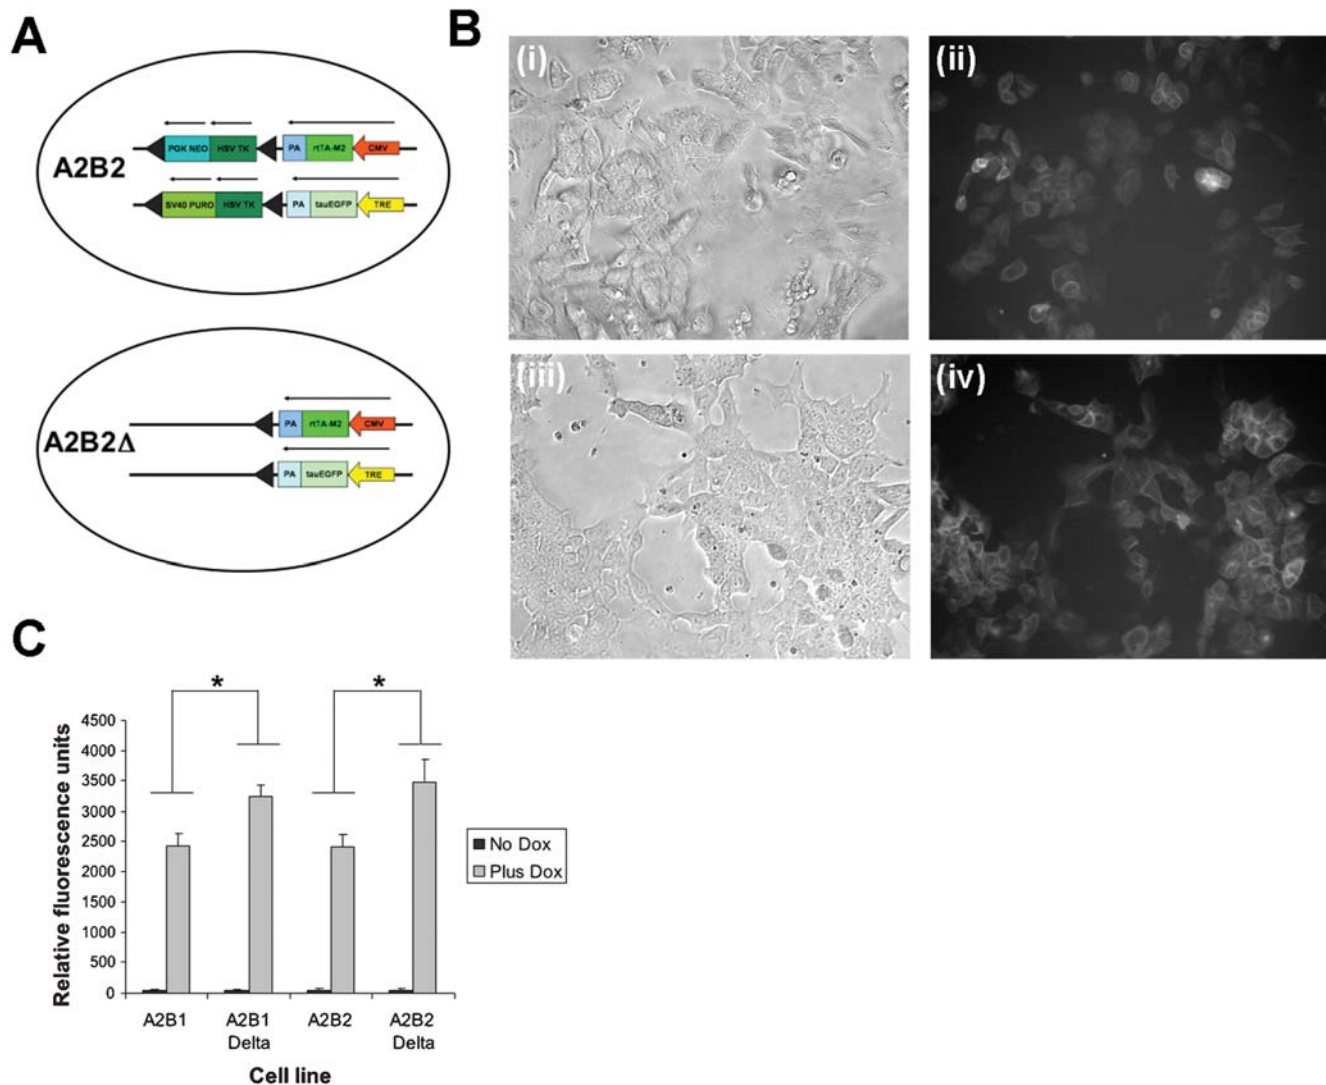 A
A2B2
PGK NEO HSV TK PA rtTA-M2 CMV
SV40 PURO HSV TK PA tauEGFP TRE
A2B2Δ
PA rtTA-M2 CMV
PA tauEGFP TRE
B
(i)
(ii)
(iii)
(iv)
C
* *
Relative fluorescence units
4500
4000
3500
3000
2500
2000
1500
1000
500
0
A2B1
A2B1
Delta
A2B2
A2B2
Delta
Cell line
No Dox
Plus Dox